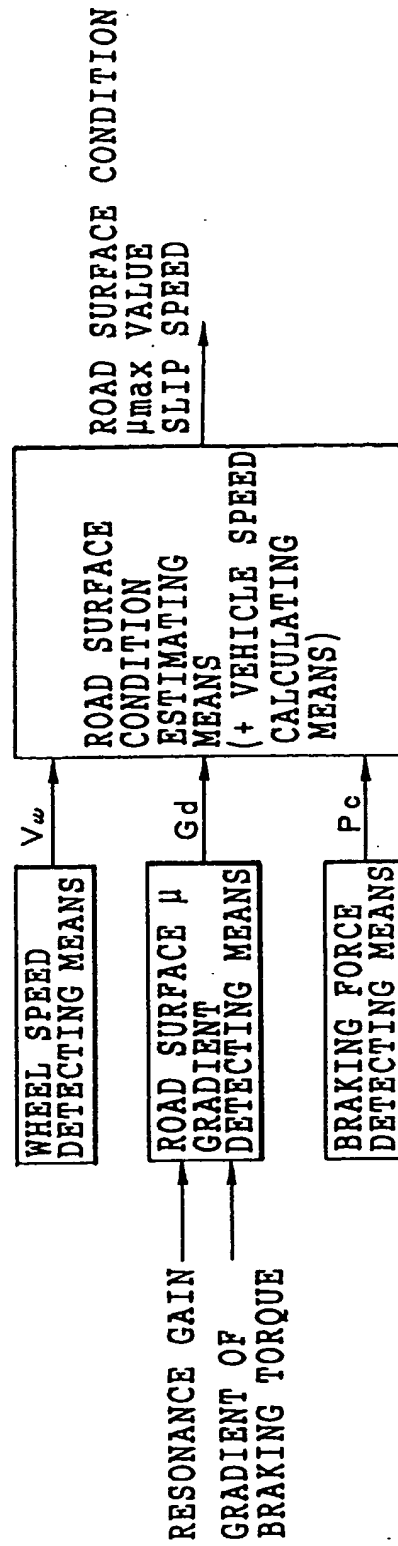 RESONANCE GAIN
GRADIENT OF
BRAKING TORQUE
WHEEL SPEED
DETECTING MEANS
ROAD SURFACE μ
GRADIENT
DETECTING MEANS
BRAKING FORCE
DETECTING MEANS
Vω
Gd
Pc
ROAD SURFACE
CONDITION
ESTIMATING
MEANS
(+ VEHICLE SPEED
CALCULATING
MEANS)
ROAD SURFACE CONDITION
μmax VALUE
SLIP SPEED